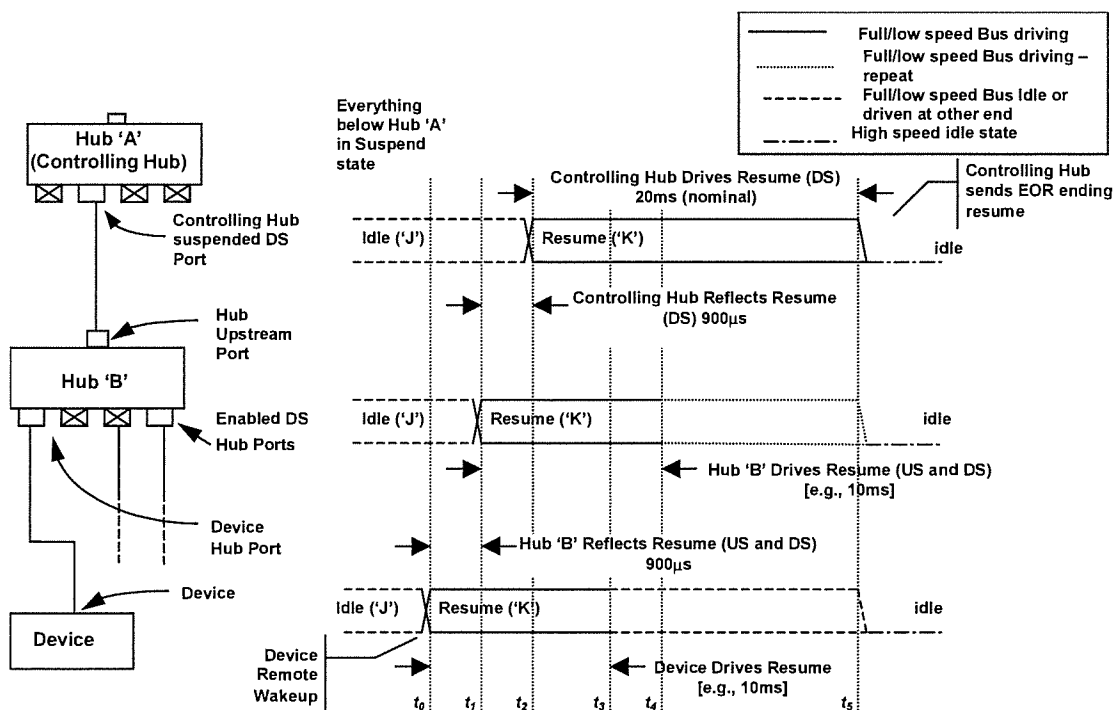 Full/low speed Bus driving
Full/low speed Bus driving –
repeat
Full/low speed Bus Idle or
driven at other end
High speed idle state
Everything
below Hub 'A'
in Suspend
state
Hub 'A'
(Controlling Hub)
Controlling Hub
suspended DS
Port
Controlling Hub Drives Resume (DS)
20ms (nominal)
Controlling Hub
sends EOR ending
resume
Idle ('J')
Resume ('K')
idle
Controlling Hub Reflects Resume
(DS) 900µs
Hub
Upstream
Port
Hub 'B'
Enabled DS
Hub Ports
Idle ('J')
Resume ('K')
idle
Hub 'B' Drives Resume (US and DS)
[e.g., 10ms]
Device
Hub Port
Hub 'B' Reflects Resume (US and DS)
900µs
Device
Device
Idle ('J')
Resume ('K')
idle
Device
Remote
Wakeup
Device Drives Resume
[e.g., 10ms]
t0 t1 t2 t3 t4 t5